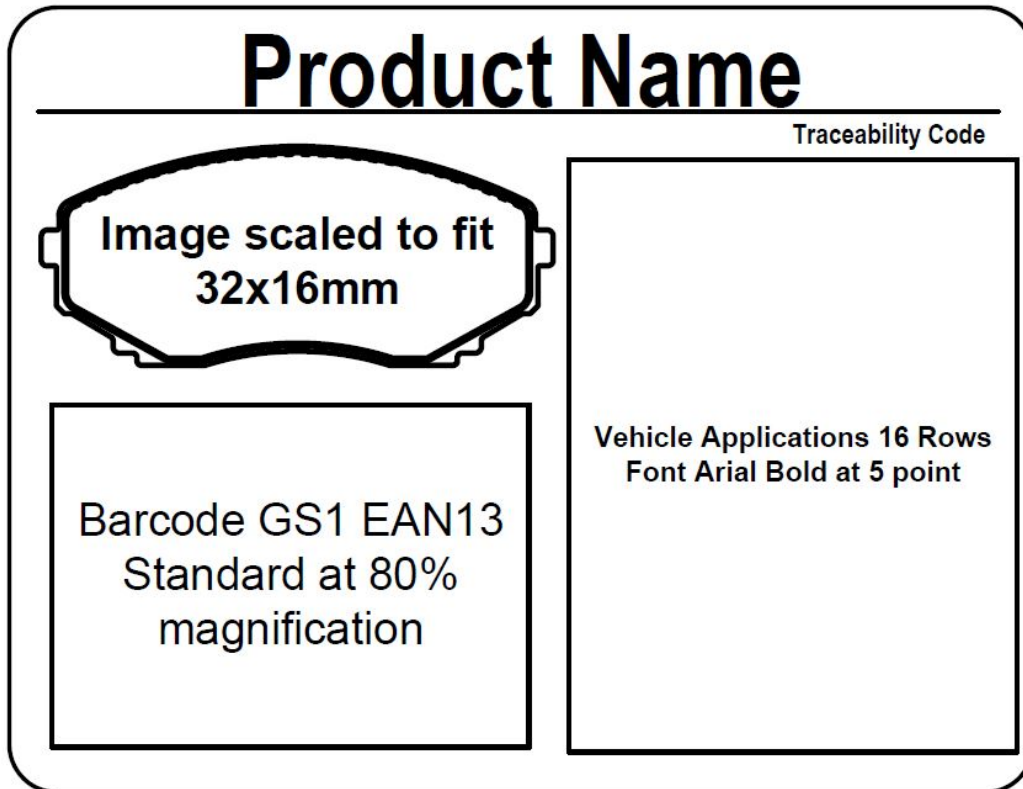 Product Name
Traceability Code
Image scaled to fit
32x16mm
Vehicle Applications 16 Rows
Font Arial Bold at 5 point
Barcode GS1 EAN13
Standard at 80%
magnification